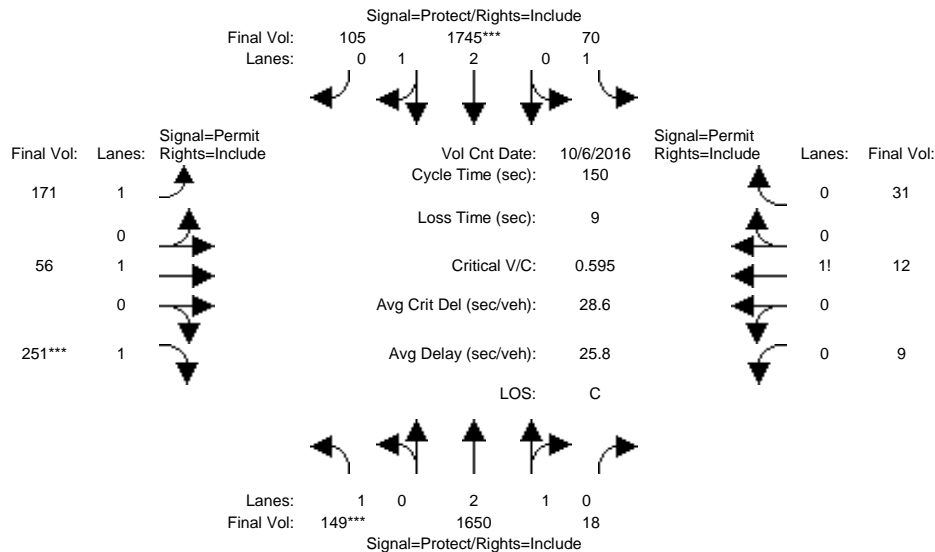 Signal=Protect/Rights=Include
Final Vol: 105 1745*** 70
Lanes: 0 1 2 0 1
Signal=Permit Signal=Permit
Final Vol: Lanes: Rights=Include Vol Cnt Date: 10/6/2016 Rights=Include Lanes: Final Vol:
Cycle Time (sec): 150
171 1 0 31
Loss Time (sec): 9
0 0
56 1 Critical V/C: 0.595 1! 12
0 Avg Crit Del (sec/veh): 28.6 0
251*** 1 Avg Delay (sec/veh): 25.8 0 9
LOS: C
Lanes: 1 0 2 1 0
Final Vol: 149*** 1650 18
Signal=Protect/Rights=Include